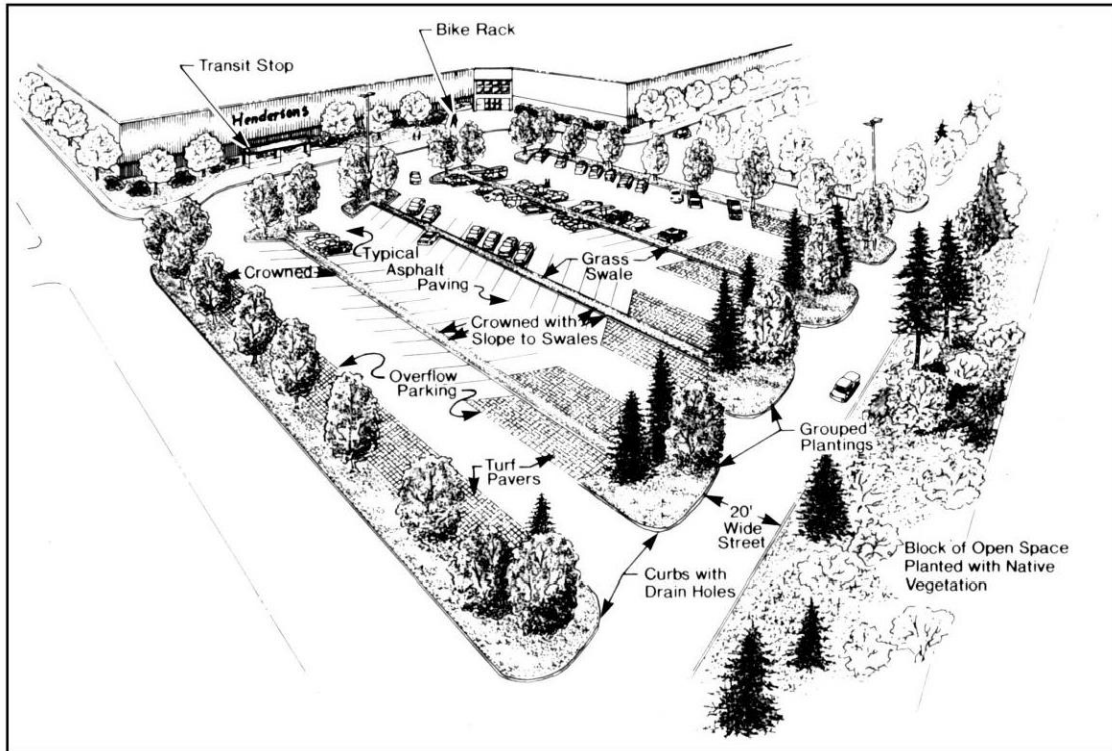 Bike Rack
Transit Stop
Henderson's
Typical
Asphalt
Paving
Grass
Swale
Crowned
Crowned with
Slope to Swales
Overflow
Parking
Grouped
Plantings
Turf
Pavers
20'
Wide
Street
Block of Open Space
Planted with Native
Vegetation
Curbs with
Drain Holes